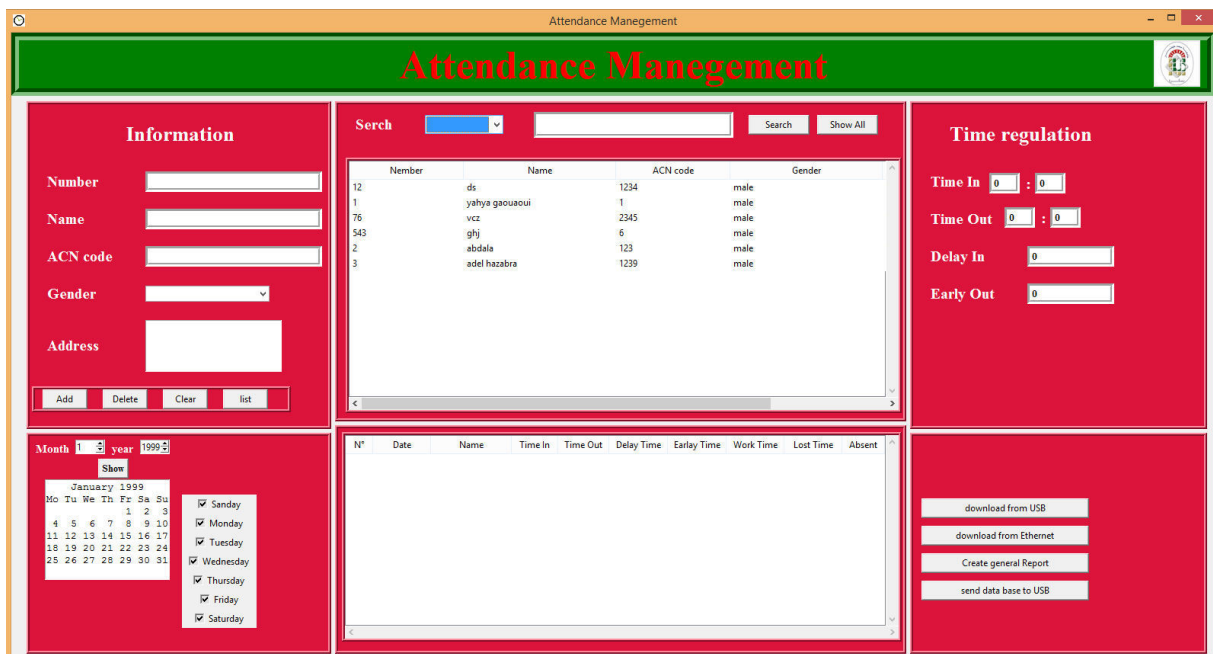 Attendance Manegement
Attendance Manegement
Information
Number
Name
ACN code
Gender
Address
Add Delete Clear list
Serch Search Show All
Nember Name ACN code Gender
12 ds 1234 male
1 yahya gaouaoui 1 male
76 vcz 2345 male
543 ghj 6 male
2 abdala 123 male
3 adel hazabra 1239 male
Time regulation
Time In 0 : 0
Time Out 0 : 0
Delay In 0
Early Out 0
Month 1 year 1999
Show
January 1999
Mo Tu We Th Fr Sa Su
1 2 3
4 5 6 7 8 9 10
11 12 13 14 15 16 17
18 19 20 21 22 23 24
25 26 27 28 29 30 31
Sanday
Monday
Tuesday
Wednesday
Thursday
Friday
Saturday
N° Date Name Time In Time Out Delay Time Earlay Time Work Time Lost Time Absent
download from USB
download from Ethernet
Create general Report
send data base to USB